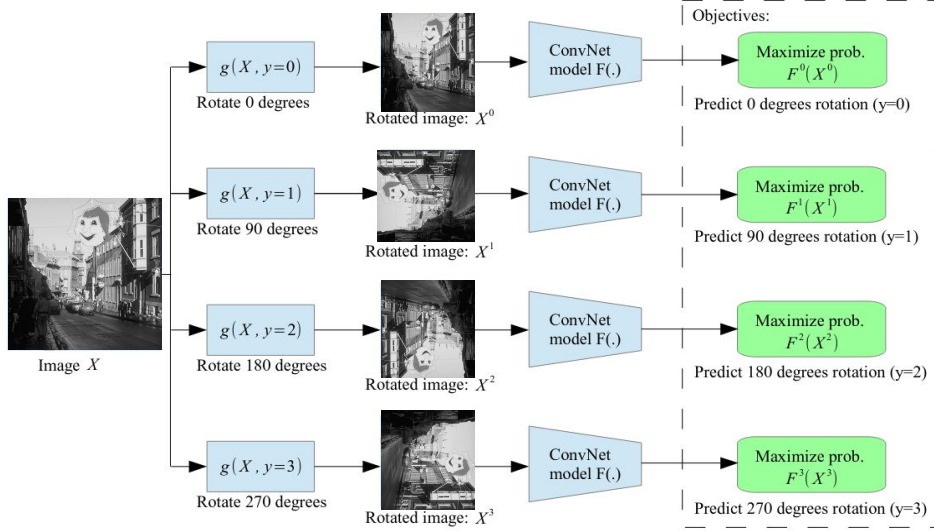 Objectives:
g(X, y=0)
Rotate 0 degrees
Rotated image: X⁰
ConvNet
model F(.)
Maximize prob.
F⁰(X⁰)
Predict 0 degrees rotation (y=0)
g(X, y=1)
Rotate 90 degrees
Rotated image: X¹
ConvNet
model F(.)
Maximize prob.
F¹(X¹)
Predict 90 degrees rotation (y=1)
Image X
g(X, y=2)
Rotate 180 degrees
Rotated image: X²
ConvNet
model F(.)
Maximize prob.
F²(X²)
Predict 180 degrees rotation (y=2)
g(X, y=3)
Rotate 270 degrees
Rotated image: X³
ConvNet
model F(.)
Maximize prob.
F³(X³)
Predict 270 degrees rotation (y=3)